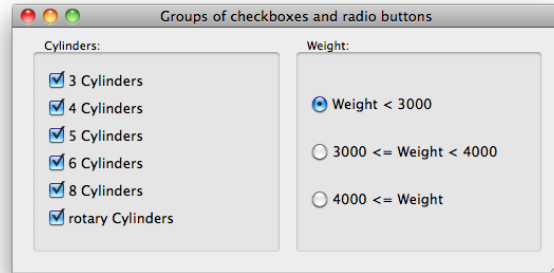 Groups of checkboxes and radio buttons
Cylinders:
3 Cylinders
4 Cylinders
5 Cylinders
6 Cylinders
8 Cylinders
rotary Cylinders
Weight:
Weight < 3000
3000 <= Weight < 4000
4000 <= Weight